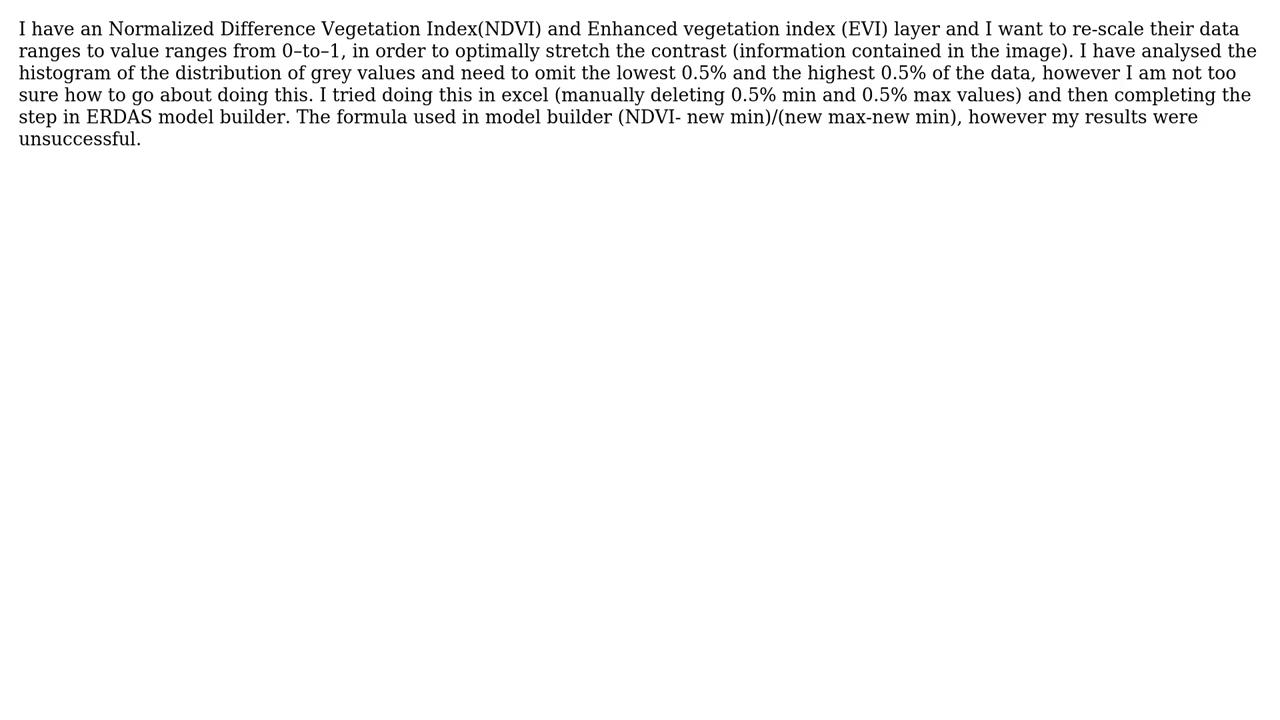 I have an Normalized Difference Vegetation Index(NDVI) and Enhanced vegetation index (EVI) layer and I want to re-scale their data
ranges to value ranges from 0–to–1, in order to optimally stretch the contrast (information contained in the image). I have analysed the
histogram of the distribution of grey values and need to omit the lowest 0.5% and the highest 0.5% of the data, however I am not too
sure how to go about doing this. I tried doing this in excel (manually deleting 0.5% min and 0.5% max values) and then completing the
step in ERDAS model builder. The formula used in model builder (NDVI- new min)/(new max-new min), however my results were
unsuccessful.